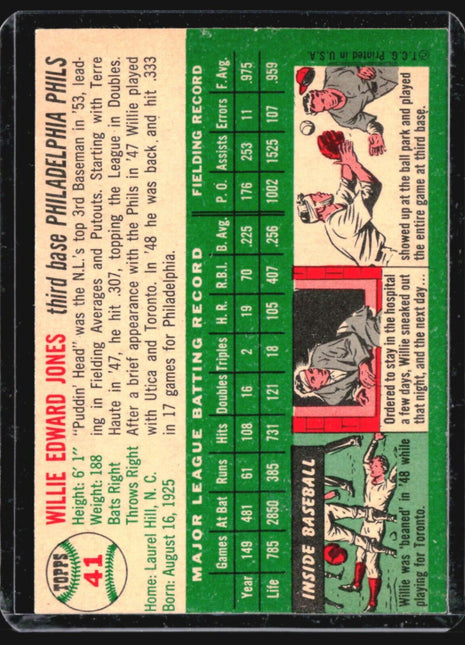 TOPPS
41
WILLIE EDWARD JONES third base PHILADELPHIA PHILS
Height: 6' 1"
Weight: 188
Bats Right
Throws Right
Home: Laurel Hill, N. C.
Born: August 16, 1925
"Puddin' Head" was the N.L.'s top 3rd Baseman in '53, lead-
ing in Fielding Averages and Putouts. Starting with Terre
Haute in '47, he hit .307, topping the League in Doubles.
After a brief appearance with the Phils in '47 Willie played
with Utica and Toronto. In '48 he was back, and hit .333
in 17 games for Philadelphia.
MAJOR LEAGUE BATTING RECORD FIELDING RECORD
Games At Bat Runs Hits Doubles Triples H. R. R.B.I. B. Avg. P. O. Assists Errors F. Avg.
Year 149 481 61 108 16 2 19 70 .225 176 253 11 .975
Life 785 2850 385 731 121 18 105 407 .256 1002 1525 107 .959
INSIDE BASEBALL
Willie was 'beaned' in '48 while
playing for Toronto.
Ordered to stay in the hospital
a few days, Willie sneaked out
that night, and the next day...
showed up at the ball park and played
the entire game at third base.
©T.C.G. Printed in U.S.A.